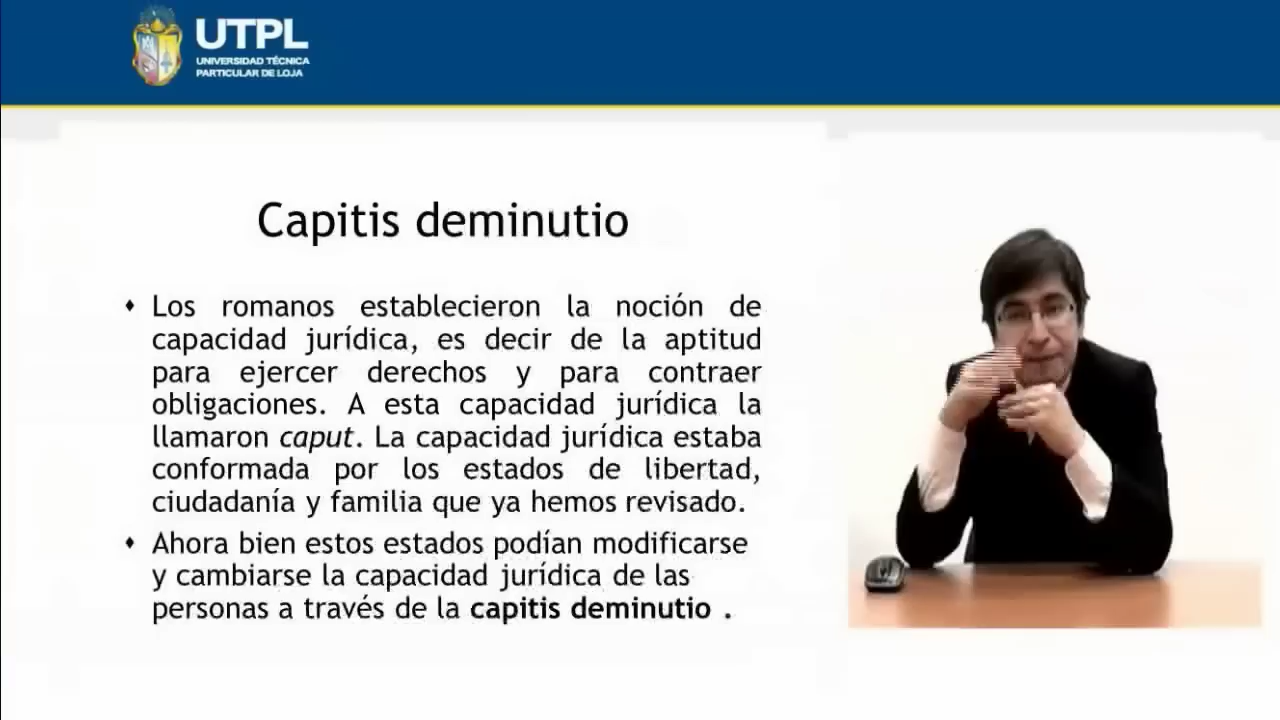 UTPL
UNIVERSIDAD TÉCNICA
PARTICULAR DE LOJA
Capitis deminutio
Los romanos establecieron la noción de
capacidad jurídica, es decir de la aptitud
para ejercer derechos y para contraer
obligaciones. A esta capacidad jurídica la
llamaron caput. La capacidad jurídica estaba
conformada por los estados de libertad,
ciudadanía y familia que ya hemos revisado.
Ahora bien estos estados podían modificarse
y cambiarse la capacidad jurídica de las
personas a través de la capitis deminutio .